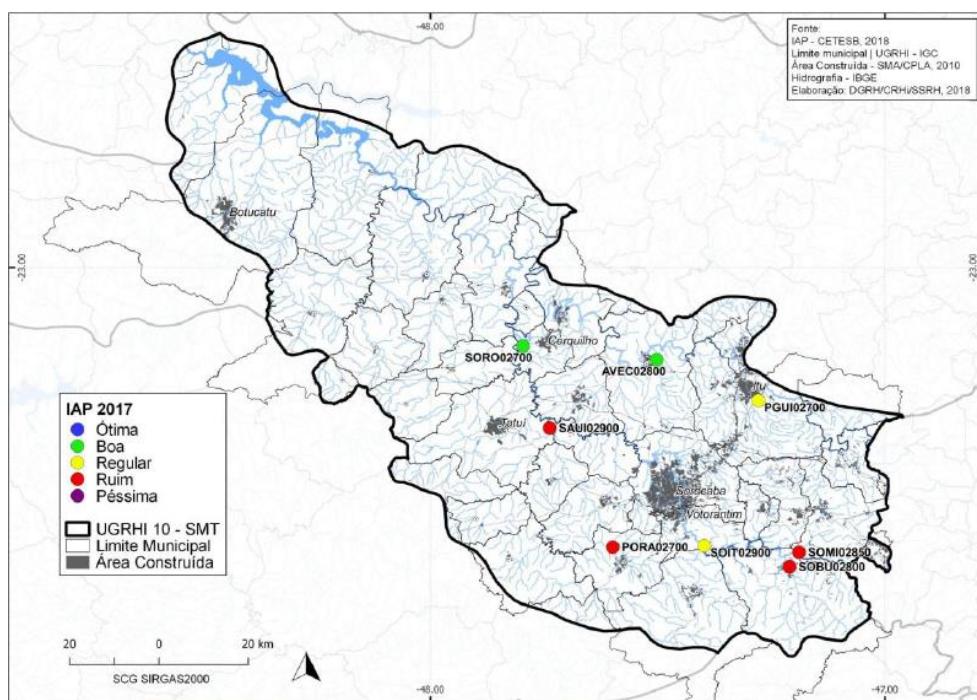 -48.00
Fonte:
IAP - CETESB, 2018
Limite municipal | UGRHI - IGC
Área Construída - SMA/CPLA, 2010
Hidrografia - IBGE
Elaboração: DGRH/CRHi/SSRH, 2018
Botucatu
-23.00
-23.00
SORO02700
Cerquilho
AVEC02800
Itu
PGUI02700
Tatuí
SAUI02900
Sorocaba
Votorantim
PORA02700
SOIT02900
SOMI02850
SOBU02800
IAP 2017
Ótima
Boa
Regular
Ruim
Péssima
UGRHI 10 - SMT
Limite Municipal
Área Construída
20 0 20 km
SCG SIRGAS2000
-48.00
-47.00